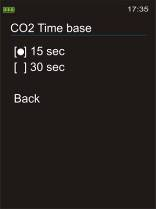 17:35
CO2 Time base
[●] 15 sec
[ ] 30 sec
Back